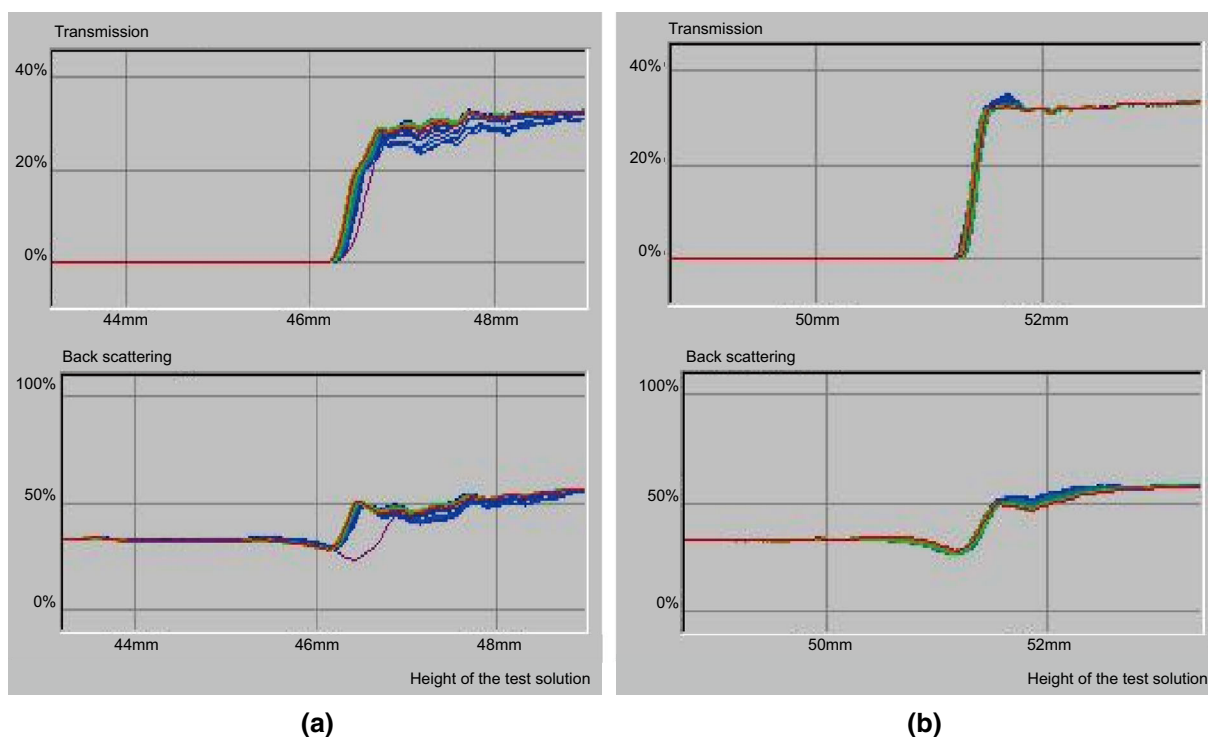 Transmission
40%
20%
0%
44mm 46mm 48mm
Back scattering
100%
50%
0%
44mm 46mm 48mm
Height of the test solution
(a)
Transmission
40%
20%
0%
50mm 52mm
Back scattering
100%
50%
0%
50mm 52mm
Height of the test solution
(b)